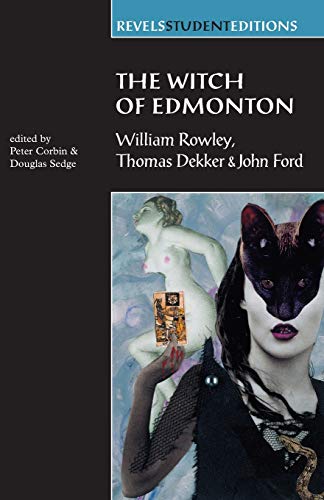 REVELSSTUDENTEDITIONS
THE WITCH
OF EDMONTON
edited by
Peter Corbin &
Douglas Sedge
William Rowley,
Thomas Dekker & John Ford